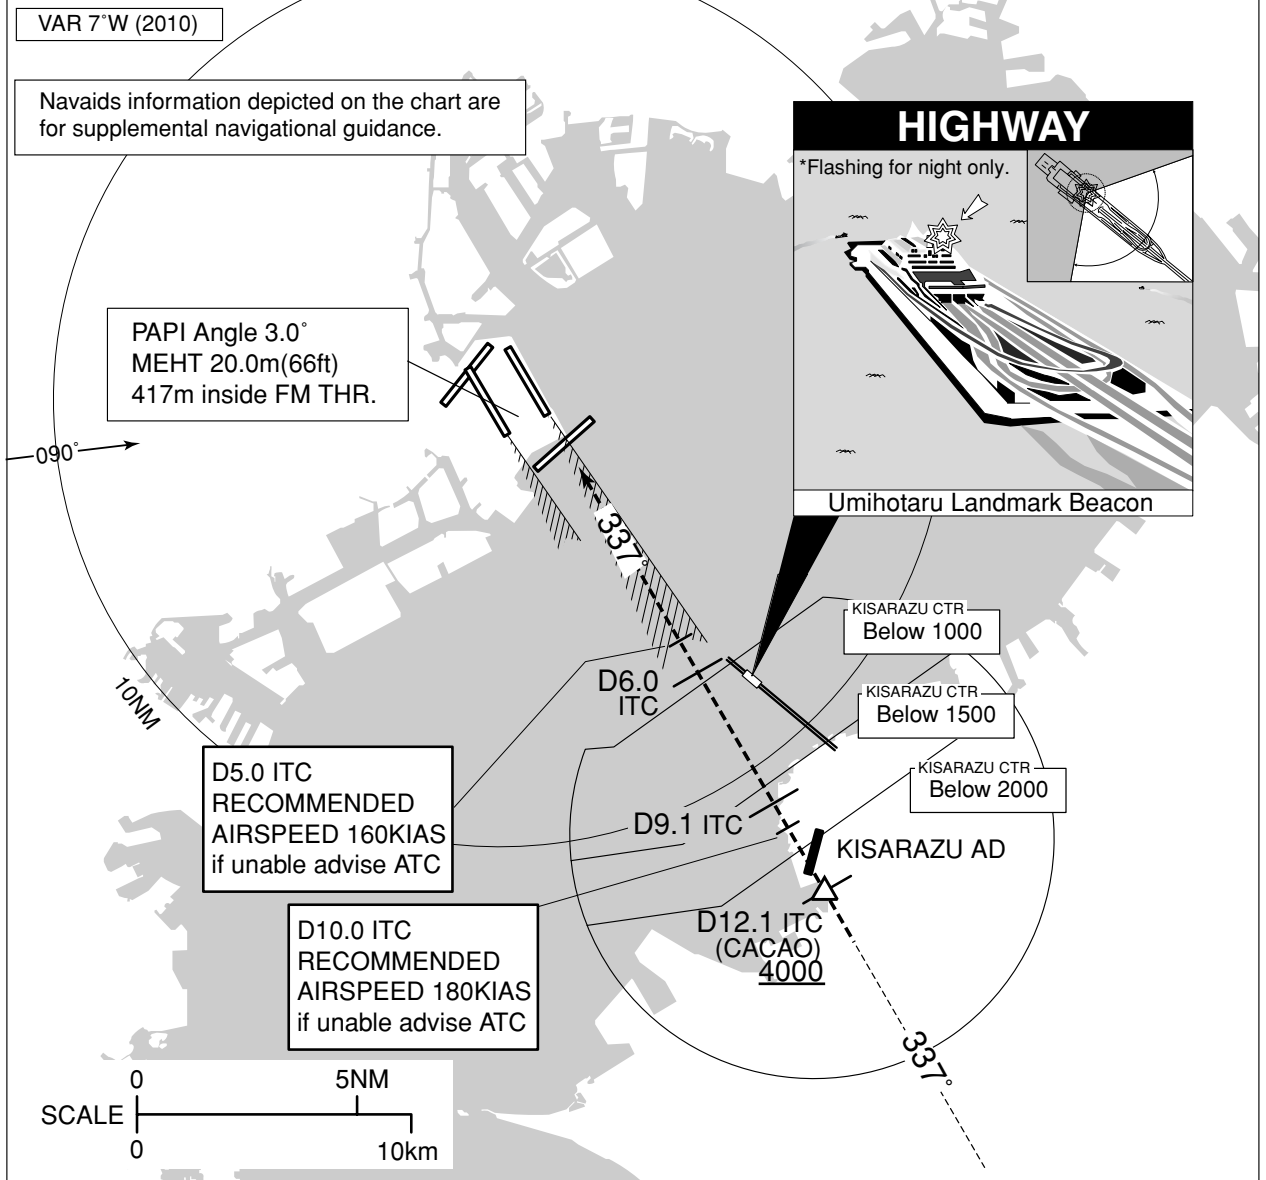 VAR 7°W (2010)
Navaids information depicted on the chart are
for supplemental navigational guidance.
HIGHWAY
*Flashing for night only.
Umihotaru Landmark Beacon
PAPI Angle 3.0°
MEHT 20.0m(66ft)
417m inside FM THR.
090°
337°
10NM
KISARAZU CTR
Below 1000
D6.0
ITC
KISARAZU CTR
Below 1500
KISARAZU CTR
Below 2000
D5.0 ITC
RECOMMENDED
AIRSPEED 160KIAS
if unable advise ATC
D9.1 ITC
KISARAZU AD
D12.1 ITC
(CACAO)
4000
D10.0 ITC
RECOMMENDED
AIRSPEED 180KIAS
if unable advise ATC
337°
0 5NM
SCALE
0 10km